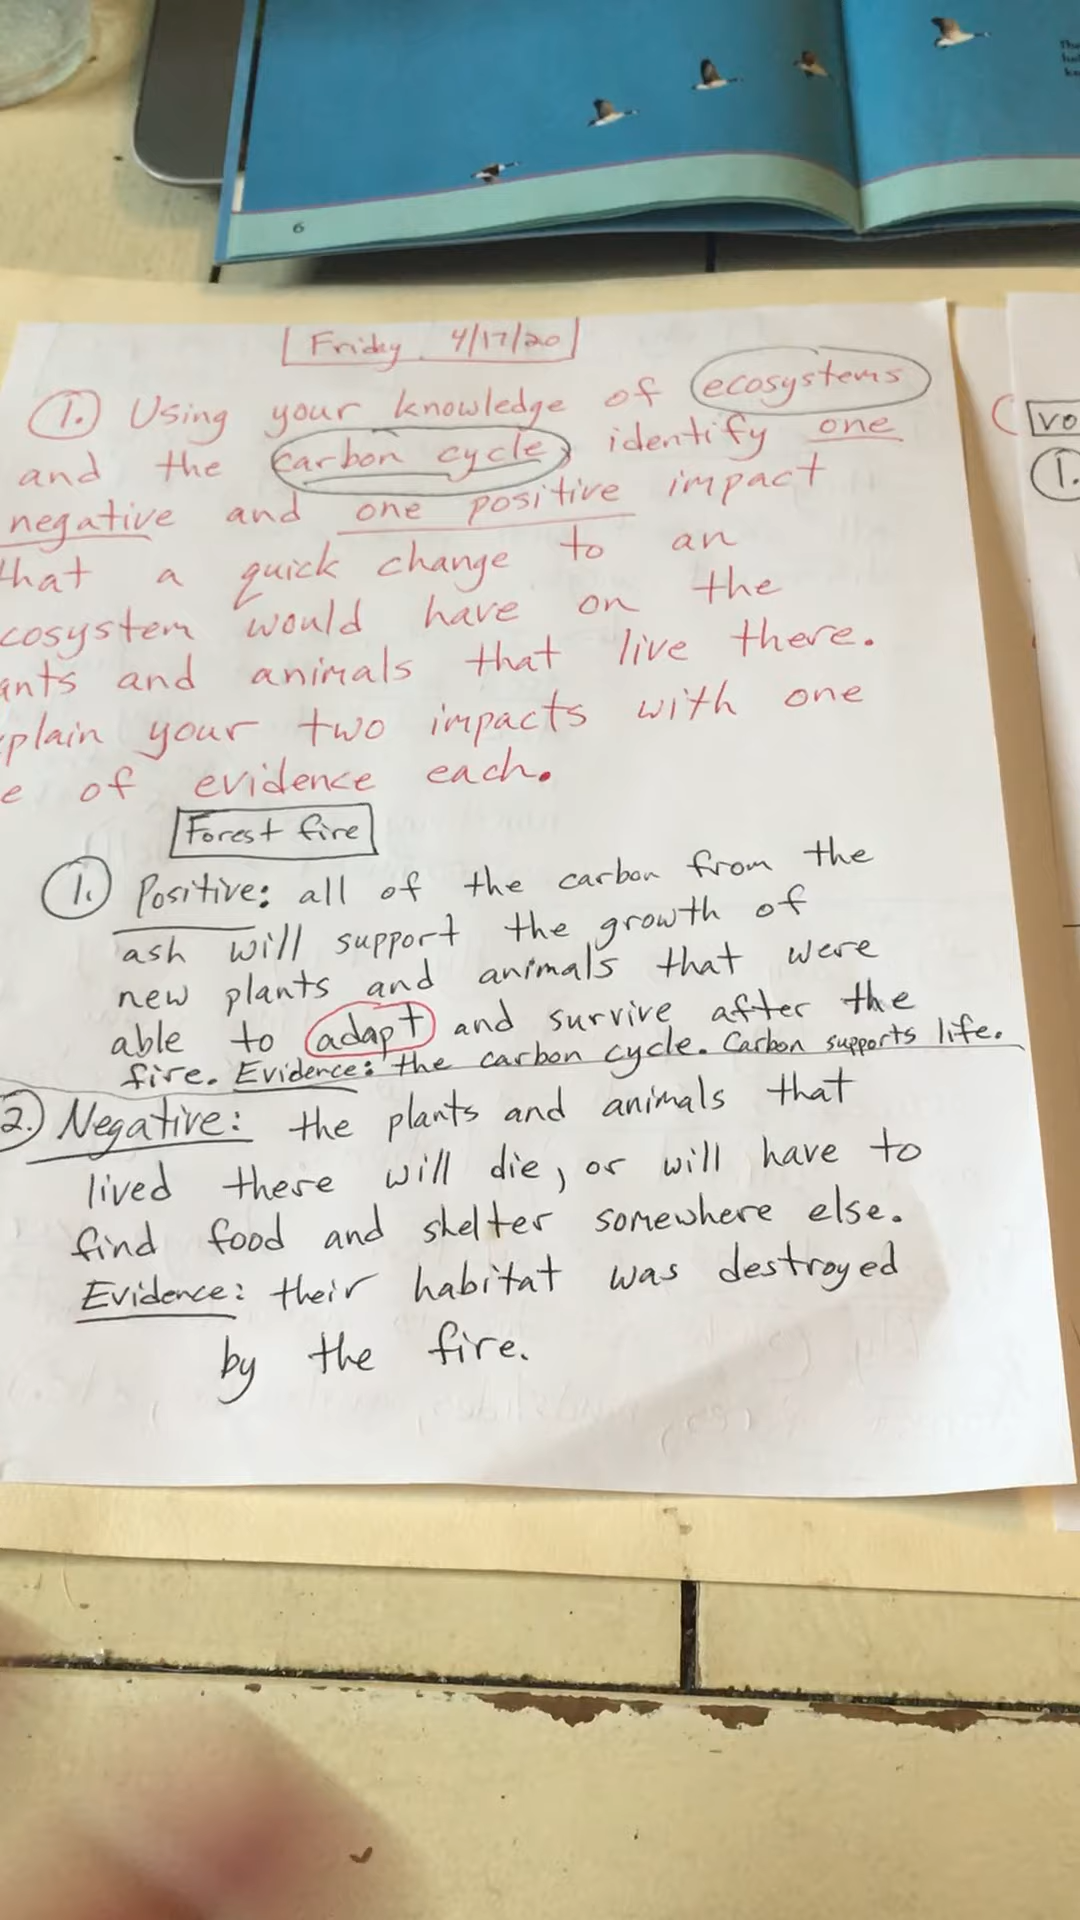 6
Friday 4/17/20
1. Using your knowledge of ecosystems
and the carbon cycle, identify one
negative and one positive impact
that a quick change to an
cosystem would have on the
ants and animals that live there.
plain your two impacts with one
e of evidence each.
Forest fire
1. Positive: all of the carbon from the
ash will support the growth of
new plants and animals that were
able to adapt and survive after the
fire. Evidence: the carbon cycle. Carbon supports life.
2. Negative: the plants and animals that
lived there will die, or will have to
find food and shelter somewhere else.
Evidence: their habitat was destroyed
by the fire.
vo
1.